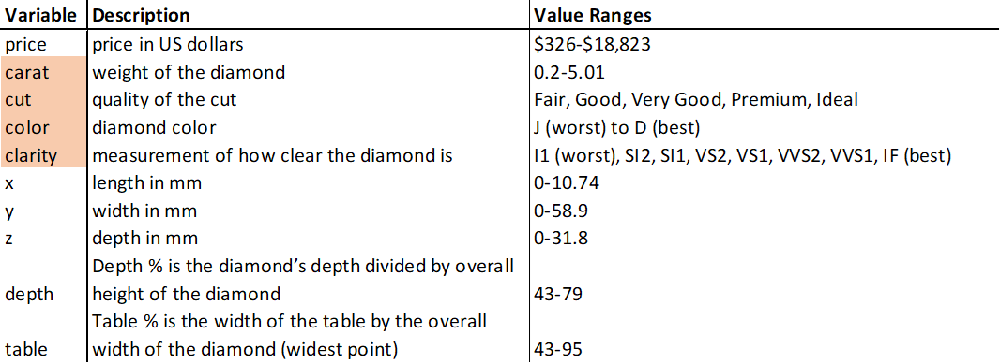 Variable Description Value Ranges
price price in US dollars $326-$18,823
carat weight of the diamond 0.2-5.01
cut quality of the cut Fair, Good, Very Good, Premium, Ideal
color diamond color J (worst) to D (best)
clarity measurement of how clear the diamond is I1 (worst), SI2, SI1, VS2, VS1, VVS2, VVS1, IF (best)
x length in mm 0-10.74
y width in mm 0-58.9
z depth in mm 0-31.8
Depth % is the diamond’s depth divided by overall
depth height of the diamond 43-79
Table % is the width of the table by the overall
table width of the diamond (widest point) 43-95